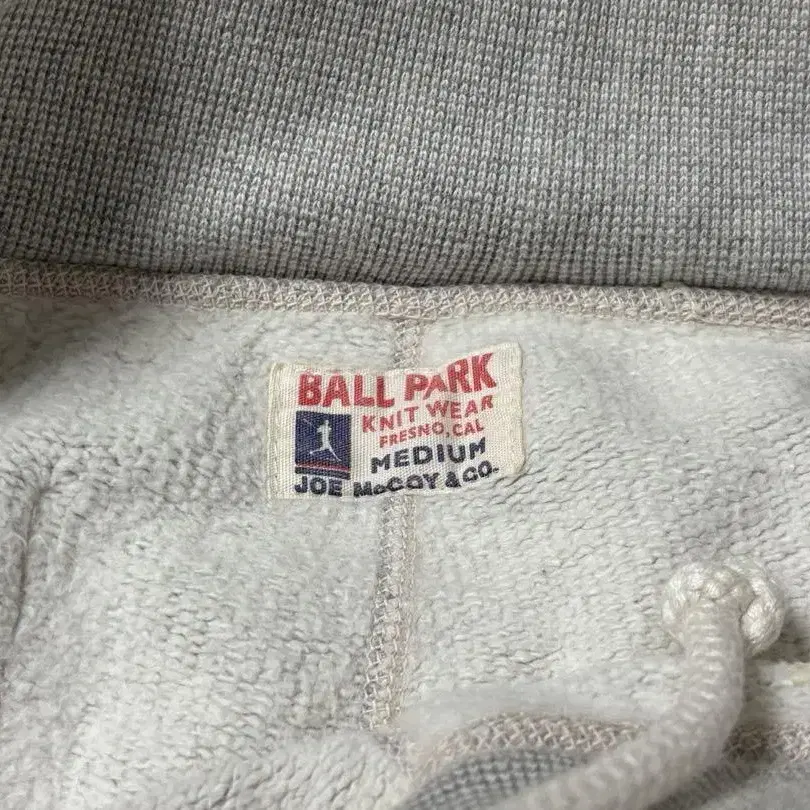 BALL PARK
KNIT WEAR
FRESNO, CAL
MEDIUM
JOE McCOY & CO.